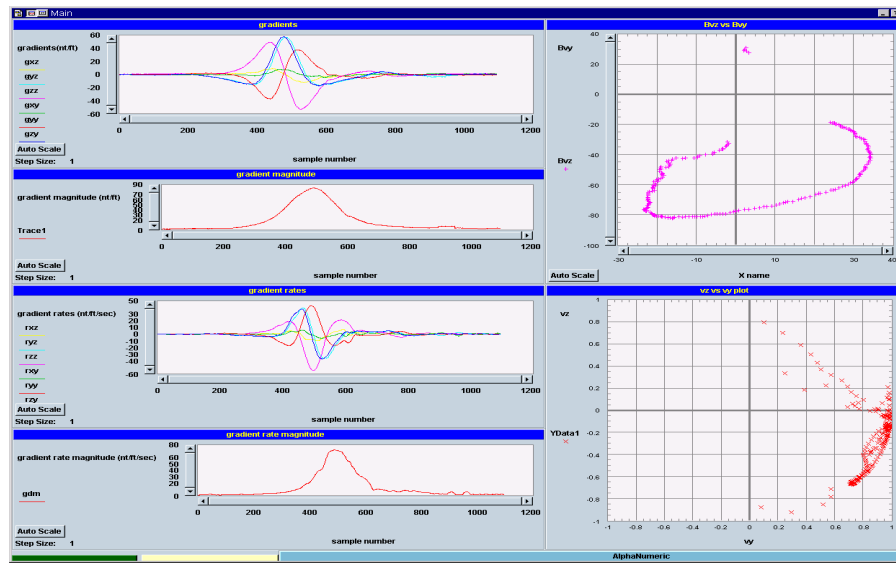 Main
gradients
gradients(nt/ft)
gxz
gyz
gzz
gxy
gyy
gzy
Auto Scale
Step Size: 1
60
40
20
0
-20
-40
-60
0 200 400 600 800 1000 1200
sample number
gradient magnitude
gradient magnitude (nt/ft)
Trace1
Auto Scale
Step Size: 1
90
70
60
50
40
30
20
0
0 200 400 600 800 1000 1200
sample number
gradient rates
gradient rates (nt/ft/sec)
rxz
ryz
rzz
rxy
ryy
rzy
Auto Scale
Step Size: 1
50
30
20
10
0
-10
-20
-30
-40
-60
0 200 400 600 800 1000 1200
sample number
gradient rate magnitude
gradient rate magnitude (nt/ft/sec)
gdm
Auto Scale
Step Size: 1
80
60
50
40
30
20
0
0 200 400 600 800 1000 1200
sample number
Bvz vs Bvy
Bvy
Bvz
Auto Scale
40
20
0
-20
-40
-60
-80
-100
-30 -20 -10 0 10 20 30 40
X name
vz vs vy plot
vz
YData1
1
0.8
0.6
0.4
0.2
0
-0.2
-0.4
-0.6
-0.8
-1
-1 -0.8 -0.6 -0.4 -0.2 0 0.2 0.4 0.6 0.8 1
vy
AlphaNumeric